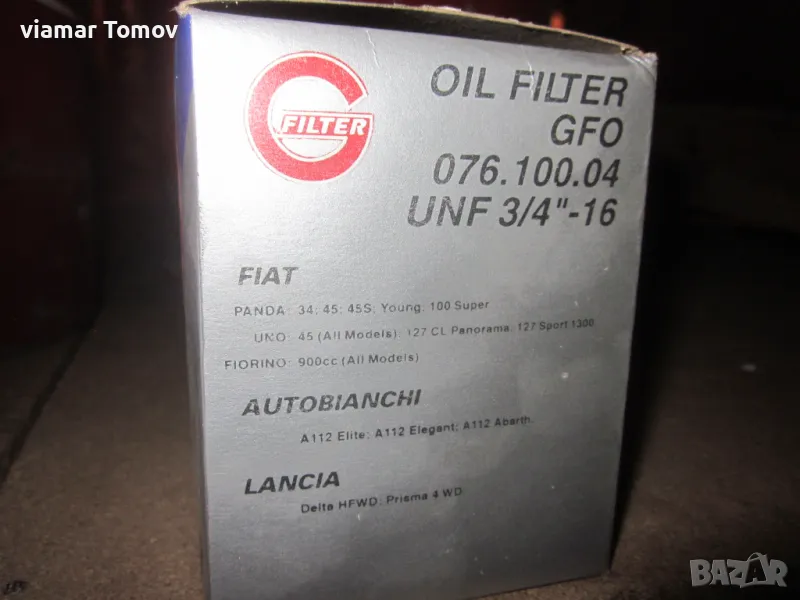 viamar Tomov
FILTER
OIL FILTER
GFO
076.100.04
UNF 3/4"-16
FIAT
PANDA: 34; 45; 45S; Young; 100 Super
UNO: 45 (All Models); 127 CL Panorama; 127 Sport 1300
FIORINO: 900cc (All Models)
AUTOBIANCHI
A112 Elite; A112 Elegant; A112 Abarth.
LANCIA
Delta HFWD; Prisma 4 WD
BAZAR